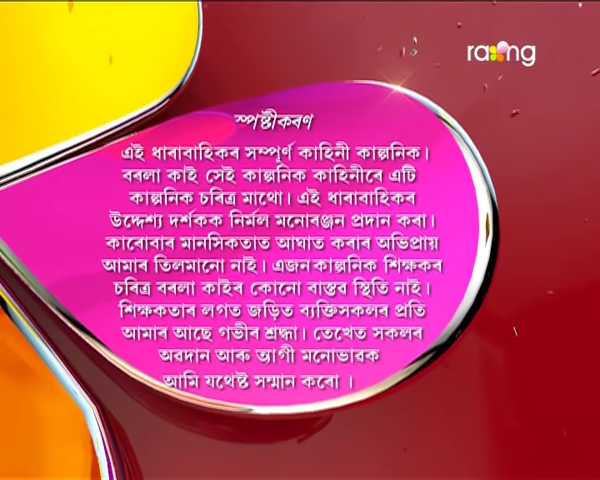 rang
স্পষ্টীকৰণ
এই ধাৰাবাহিকৰ সম্পূৰ্ণ কাহিনী কাল্পনিক।
বৰলা কাই সেই কাল্পনিক কাহিনীৰে এটি
কাল্পনিক চৰিত্ৰ মাথো। এই ধাৰাবাহিকৰ
উদ্দেশ্য দৰ্শকক নিৰ্মল মনোৰঞ্জন প্ৰদান কৰা।
কাৰোবাৰ মানসিকতাত আঘাত কৰাৰ অভিপ্ৰায়
আমাৰ তিলমানো নাই। এজন কাল্পনিক শিক্ষকৰ
চৰিত্ৰ বৰলা কাইৰ কোনো বাস্তৱ স্থিতি নাই।
শিক্ষকতাৰ লগত জড়িত ব্যক্তিসকলৰ প্ৰতি
আমাৰ আছে গভীৰ শ্ৰদ্ধা। তেখেত সকলৰ
অৱদান আৰু ত্যাগী মনোভাৱক
আমি যথেষ্ট সন্মান কৰো ।